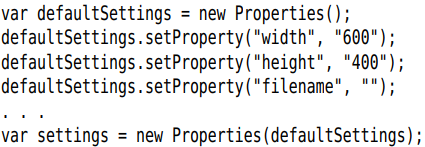 var defaultSettings = new Properties();
defaultSettings.setProperty("width", "600");
defaultSettings.setProperty("height", "400");
defaultSettings.setProperty("filename", "");
. . .
var settings = new Properties(defaultSettings);